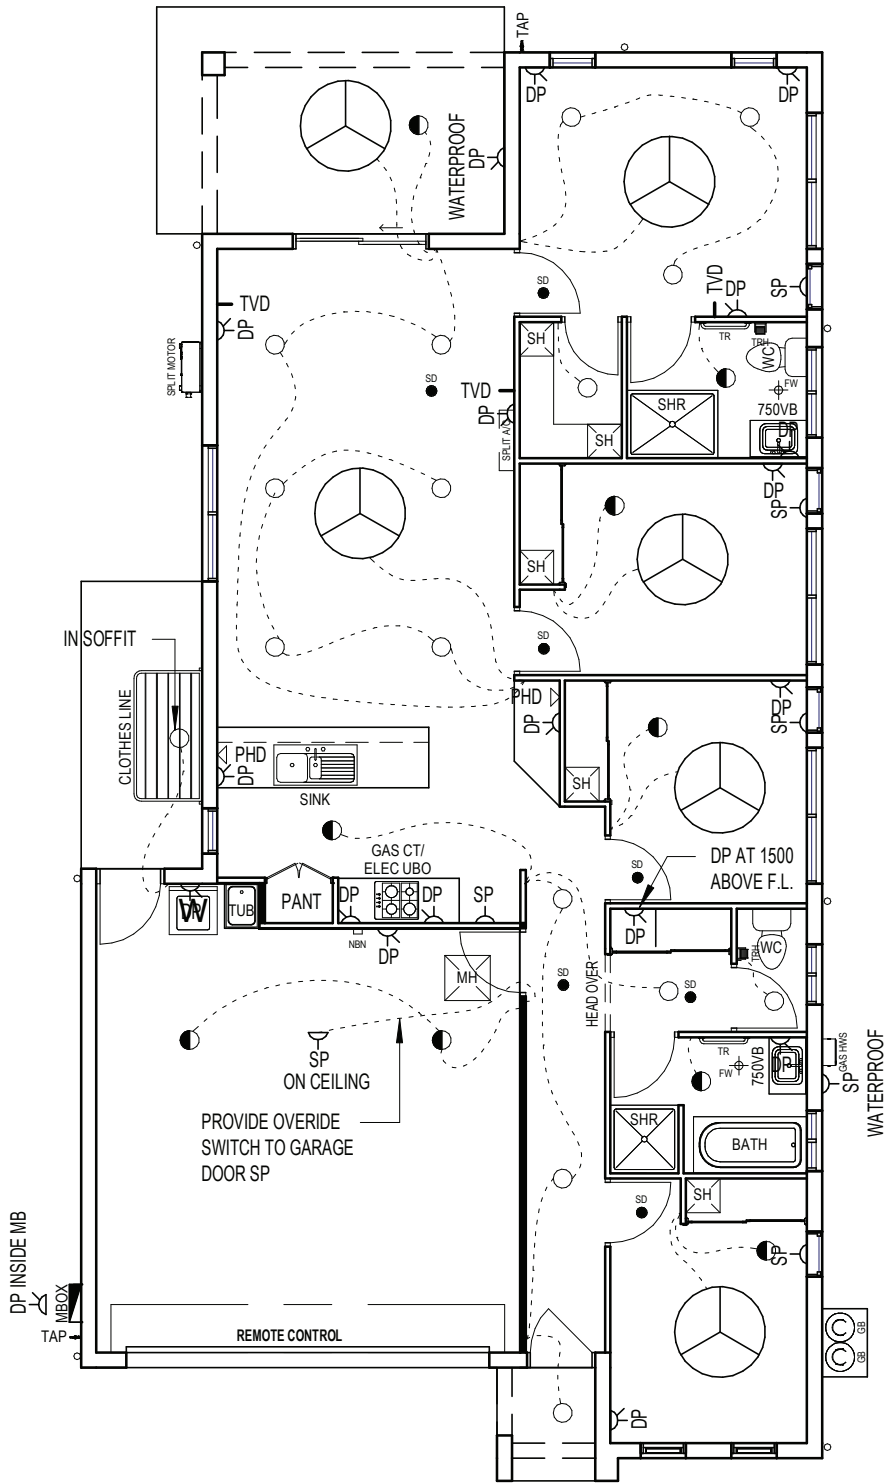 TAP
DP
DP
WATERPROOF
DP
TVD
DP
SPLIT MOTOR
SD
TVD
DP
SP
TR
TRH
WC
SH
FW
750VB
SHR
DP
SD
TVD
DP
SPLIT A/C
SH
DP
SP
SH
SD
IN SOFFIT
CLOTHES LINE
PHD
DP
SINK
PHD
DP
DP
SP
SH
GAS CT/
ELEC UBO
SD
DP AT 1500
ABOVE F.L.
DP
TUB
PANT
DP
DP
SP
NBN
DP
MH
DP
TRH
WC
HEAD OVER
SD
SD
SP
ON CEILING
PROVIDE OVERIDE
SWITCH TO GARAGE
DOOR SP
TR
FW
750VB
DP
GAS HWS
SP
WATERPROOF
SHR
BATH
SD
SH
SP
DP INSIDE MB
MBOX
TAP
REMOTE CONTROL
GB
GB
DP